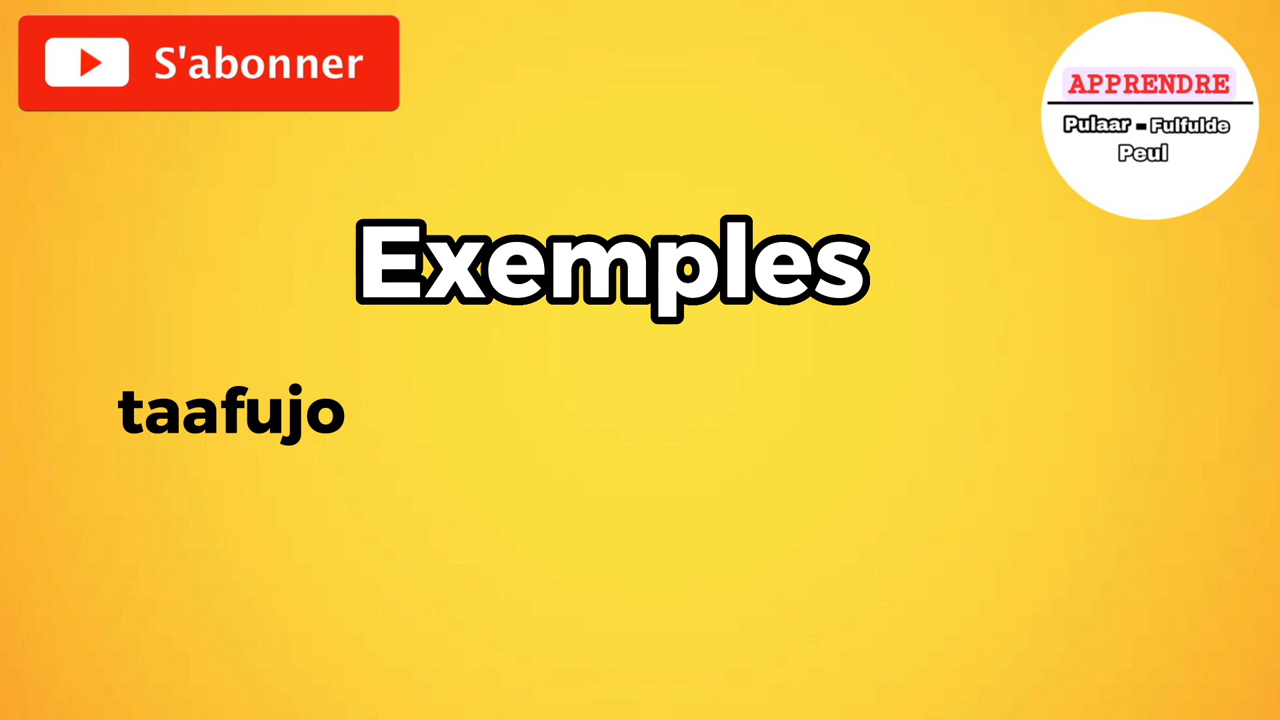 S'abonner
APPRENDRE
Pulaar - Fulfulde
Peul
Exemples
taafujo